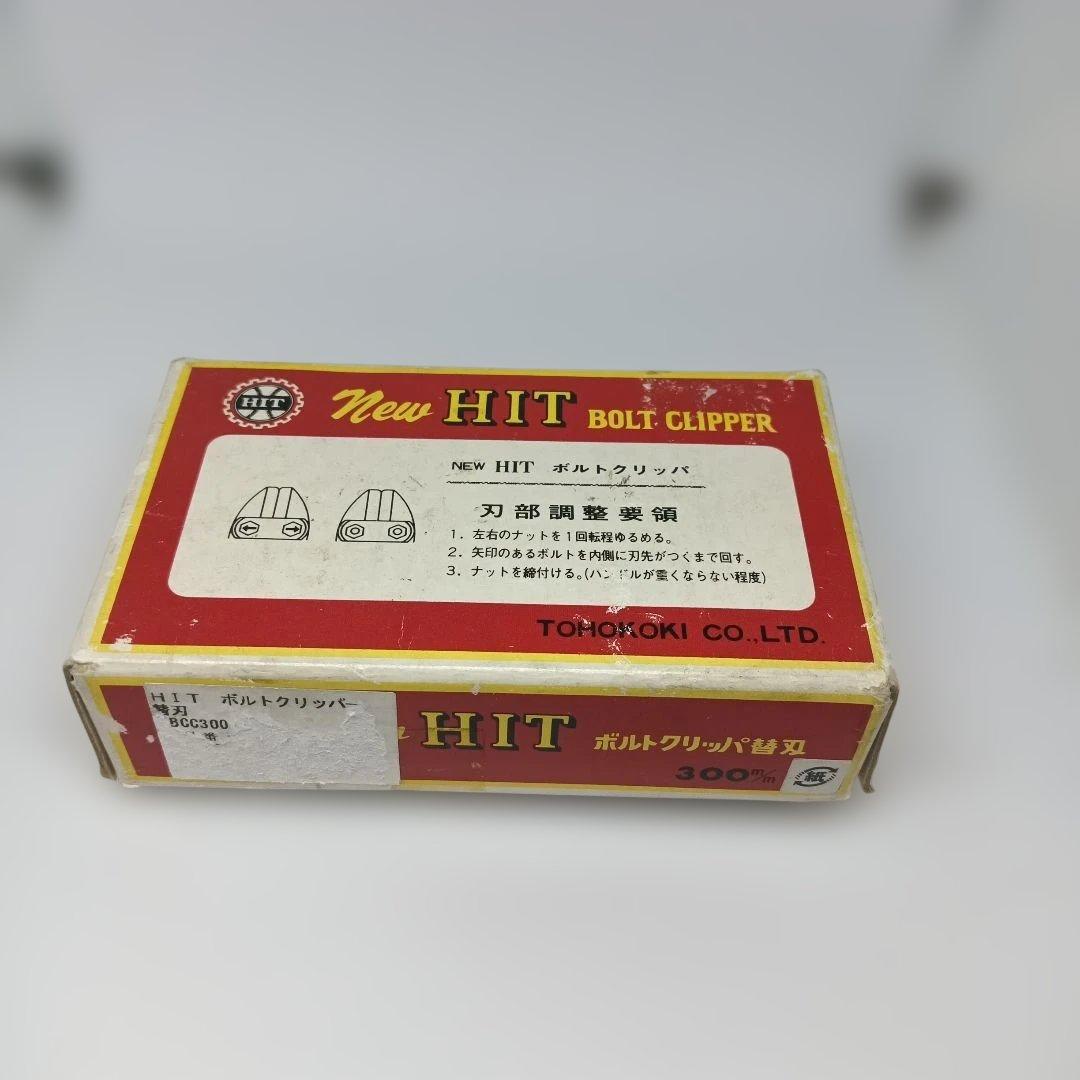 HIT
New HIT BOLT CLIPPER
NEW HIT ボルトクリッパ
刃部調整要領
1. 左右のナットを1回転程ゆるめる。
2. 矢印のあるボルトを内側に刃先がつくまで回す。
3. ナットを締付ける。(ハンドルが重くならない程度)
TOHOKOKI CO.,LTD.
HIT ボルトクリッパー
替刃
BCC300
番
HIT ボルトクリッパ替刃
300m/m
紙